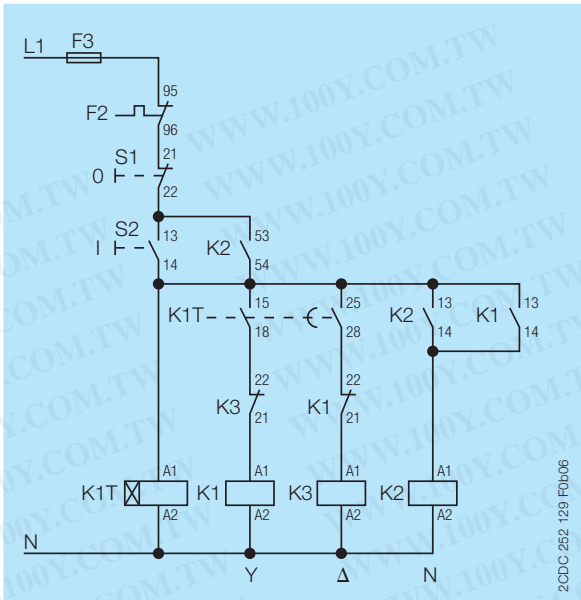 L1
F3
95
F2
96
S1
21
0
22
S2
13
53
I
K2
14
54
15
25
13
13
K1T
K2
K1
18
28
14
14
22
22
K3
K1
21
21
A1
A1
A1
A1
K1T
K1
K3
K2
A2
A2
A2
A2
N
Y
Δ
N
2CDC 252 129 F0b06
WWW.100Y.COM.TW